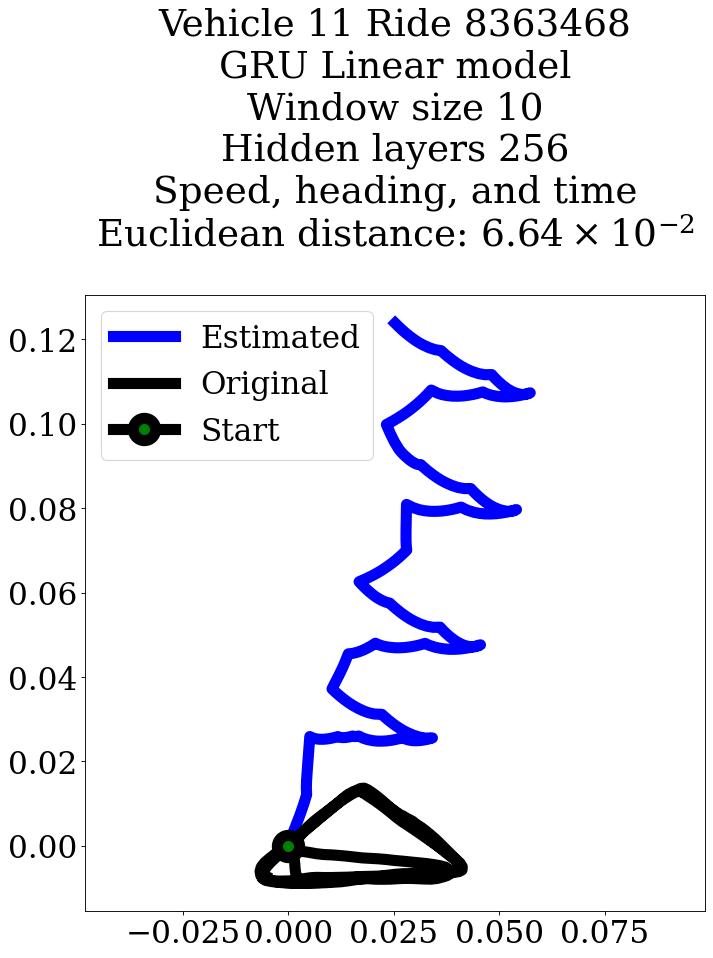 Vehicle 11 Ride 8363468
GRU Linear model
Window size 10
Hidden layers 256
Speed, heading, and time
Euclidean distance: 6.64 × 10⁻²
Estimated
Original
Start
0.12
0.10
0.08
0.06
0.04
0.02
0.00
−0.025 0.000 0.025 0.050 0.075